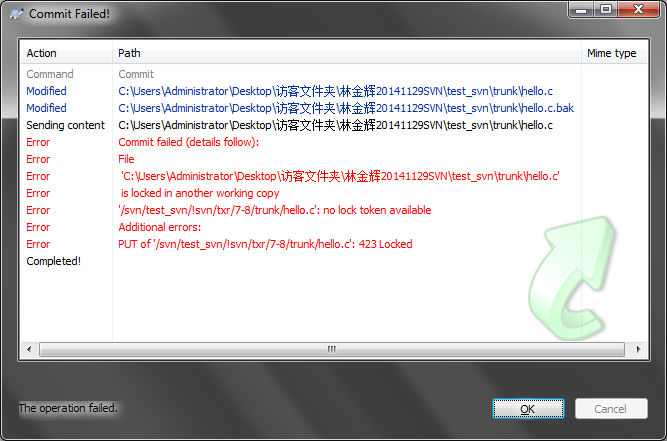 Commit Failed!
Action Path Mime type
Command Commit
Modified C:\Users\Administrator\Desktop\访客文件夹\林金辉20141129SVN\test_svn\trunk\hello.c
Modified C:\Users\Administrator\Desktop\访客文件夹\林金辉20141129SVN\test_svn\trunk\hello.c.bak
Sending content C:\Users\Administrator\Desktop\访客文件夹\林金辉20141129SVN\test_svn\trunk\hello.c
Error Commit failed (details follow):
Error File
Error 'C:\Users\Administrator\Desktop\访客文件夹\林金辉20141129SVN\test_svn\trunk\hello.c'
Error is locked in another working copy
Error '/svn/test_svn/!svn/txr/7-8/trunk/hello.c': no lock token available
Error Additional errors:
Error PUT of '/svn/test_svn/!svn/txr/7-8/trunk/hello.c': 423 Locked
Completed!
The operation failed.
OK Cancel